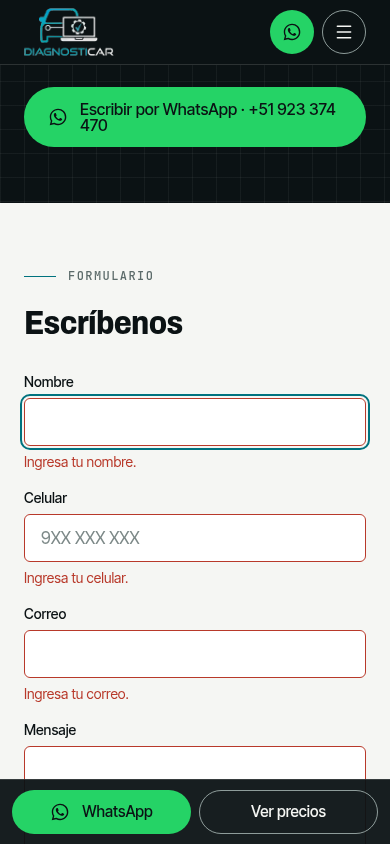 DIAGNOSTICAR
Escribir por WhatsApp · +51 923 374
470
FORMULARIO
Escríbenos
Nombre
Ingresa tu nombre.
Celular
9XX XXX XXX
Ingresa tu celular.
Correo
Ingresa tu correo.
Mensaje
WhatsApp
Ver precios